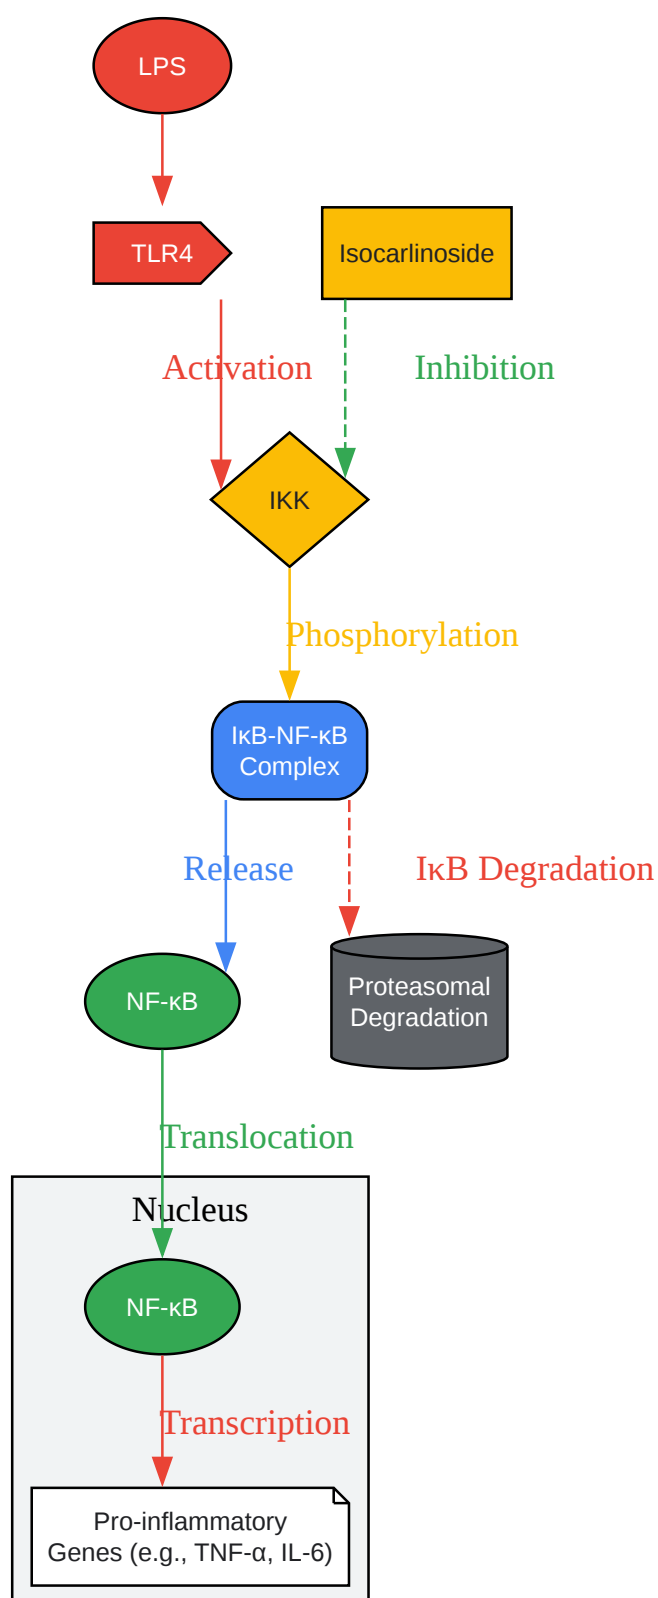 LPS
TLR4
Isocarlinoside
Activation
Inhibition
IKK
Phosphorylation
IκB-NF-κB
Complex
Release
IκB Degradation
NF-κB
Proteasomal
Degradation
Translocation
Nucleus
NF-κB
Transcription
Pro-inflammatory
Genes (e.g., TNF-α, IL-6)